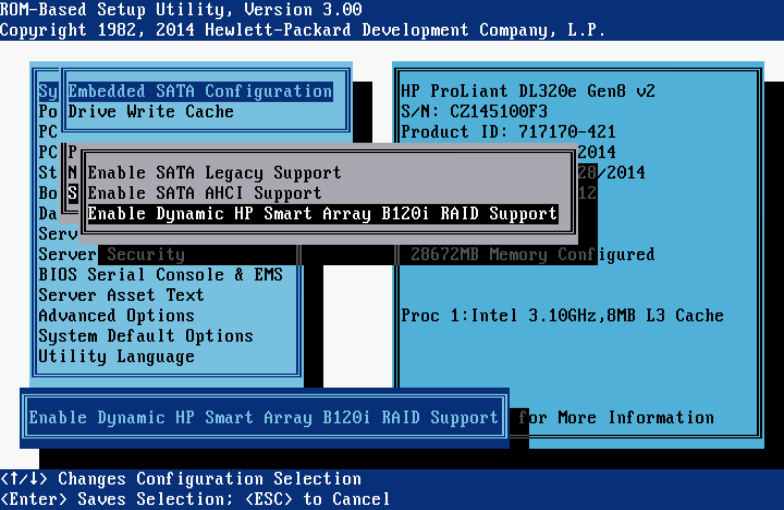 ROM-Based Setup Utility, Version 3.00
Copyright 1982, 2014 Hewlett-Packard Development Company, L.P.
Sy
Embedded SATA Configuration
Po
Drive Write Cache
PC
PC
P
St
N
Bo
S
Da
Enable SATA Legacy Support
Enable SATA AHCI Support
Enable Dynamic HP Smart Array B120i RAID Support
Serv
Server Security
BIOS Serial Console & EMS
Server Asset Text
Advanced Options
System Default Options
Utility Language
HP ProLiant DL320e Gen8 v2
S/N: CZ145100F3
Product ID: 717170-421
2014
28/2014
12
28672MB Memory Configured
Proc 1:Intel 3.10GHz,8MB L3 Cache
Enable Dynamic HP Smart Array B120i RAID Support
for More Information
<↑/↓> Changes Configuration Selection
<Enter> Saves Selection; <ESC> to Cancel